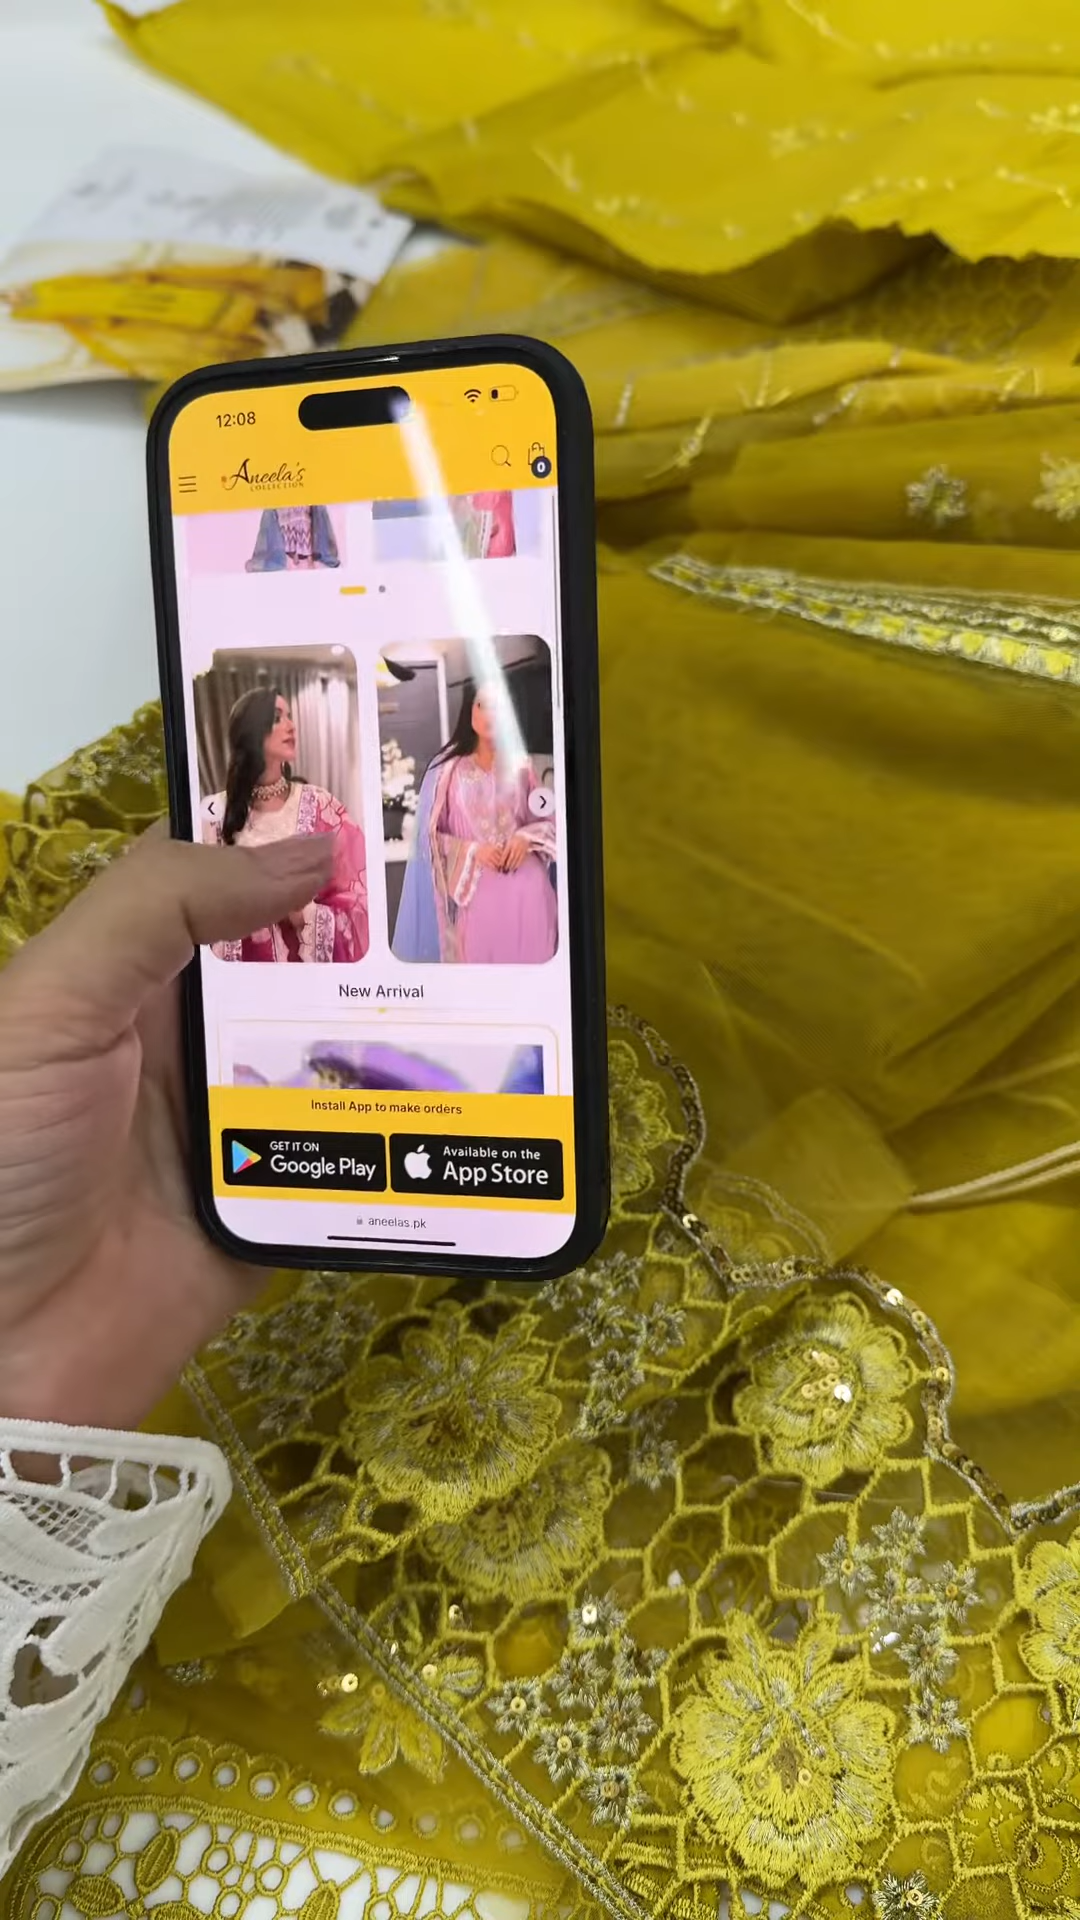 12:08
Aneela's
COLLECTION
0
New Arrival
Install App to make orders
GET IT ON
Google Play
Available on the
App Store
aneelas.pk